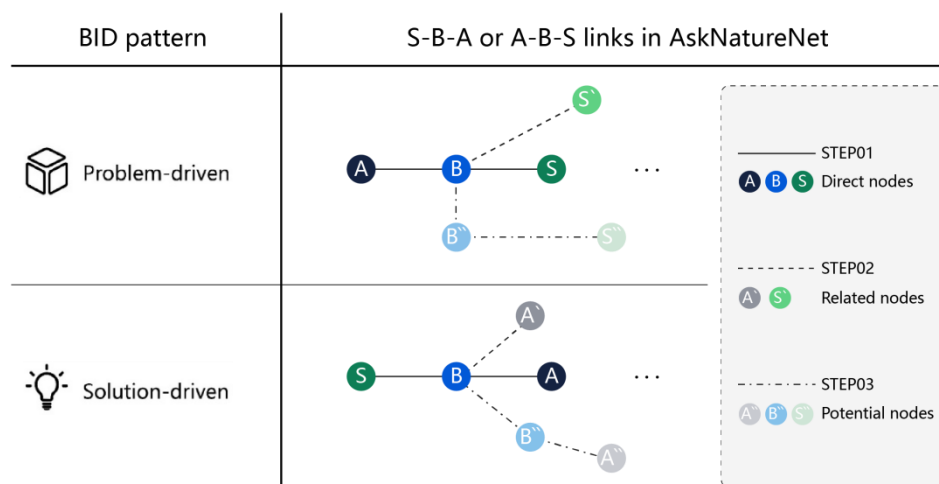 BID pattern
S-B-A or A-B-S links in AskNatureNet
Problem-driven
S`
A B S ...
B`` S``
Solution-driven
A`
S B A ...
B``
A``
STEP01
A B S Direct nodes
STEP02
A` S` Related nodes
STEP03
A`` B`` S`` Potential nodes